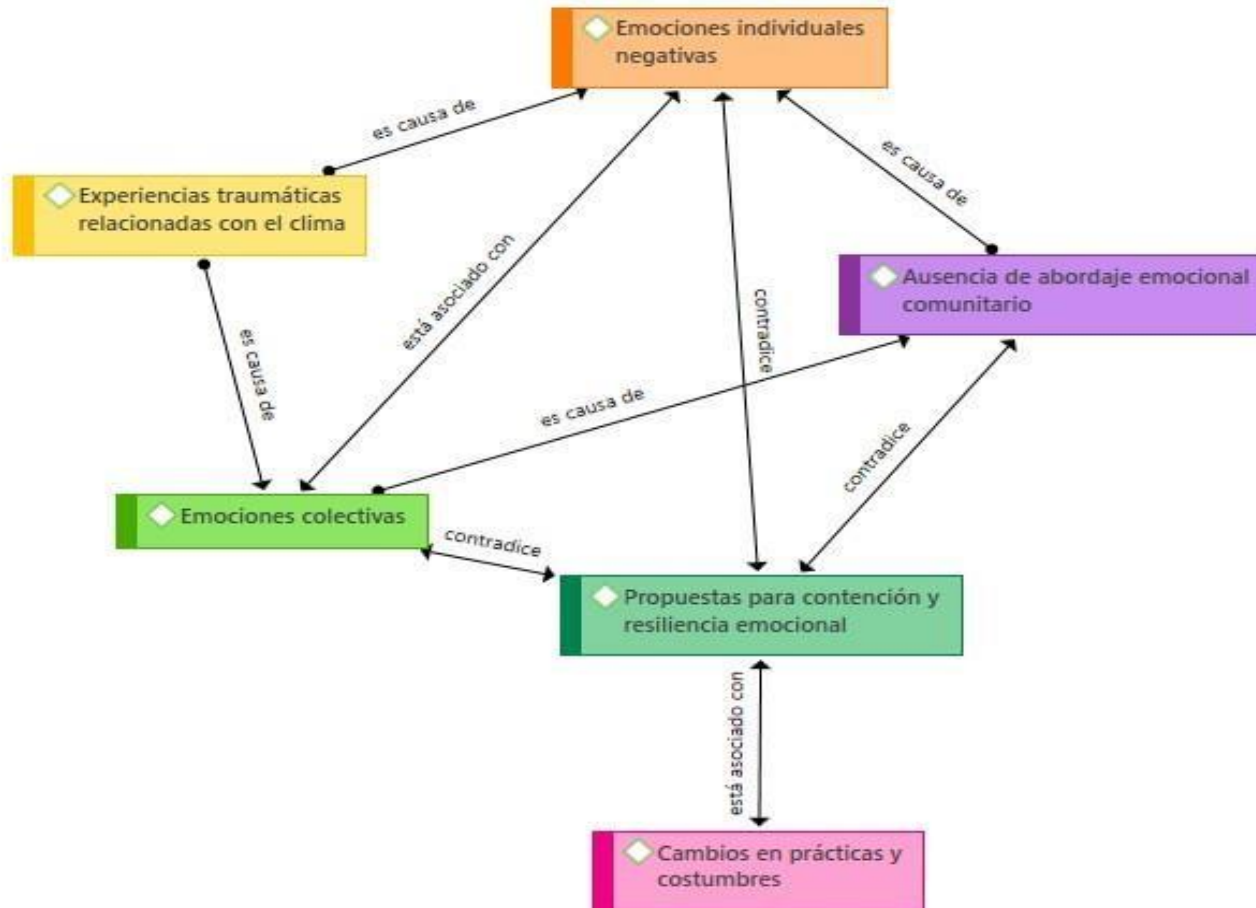 Emociones individuales
negativas
es causa de
es causa de
Experiencias traumáticas
relacionadas con el clima
está asociado con
contradice
Ausencia de abordaje emocional
comunitario
es causa de
es causa de
contradice
Emociones colectivas
contradice
Propuestas para contención y
resiliencia emocional
está asociado con
Cambios en prácticas y
costumbres